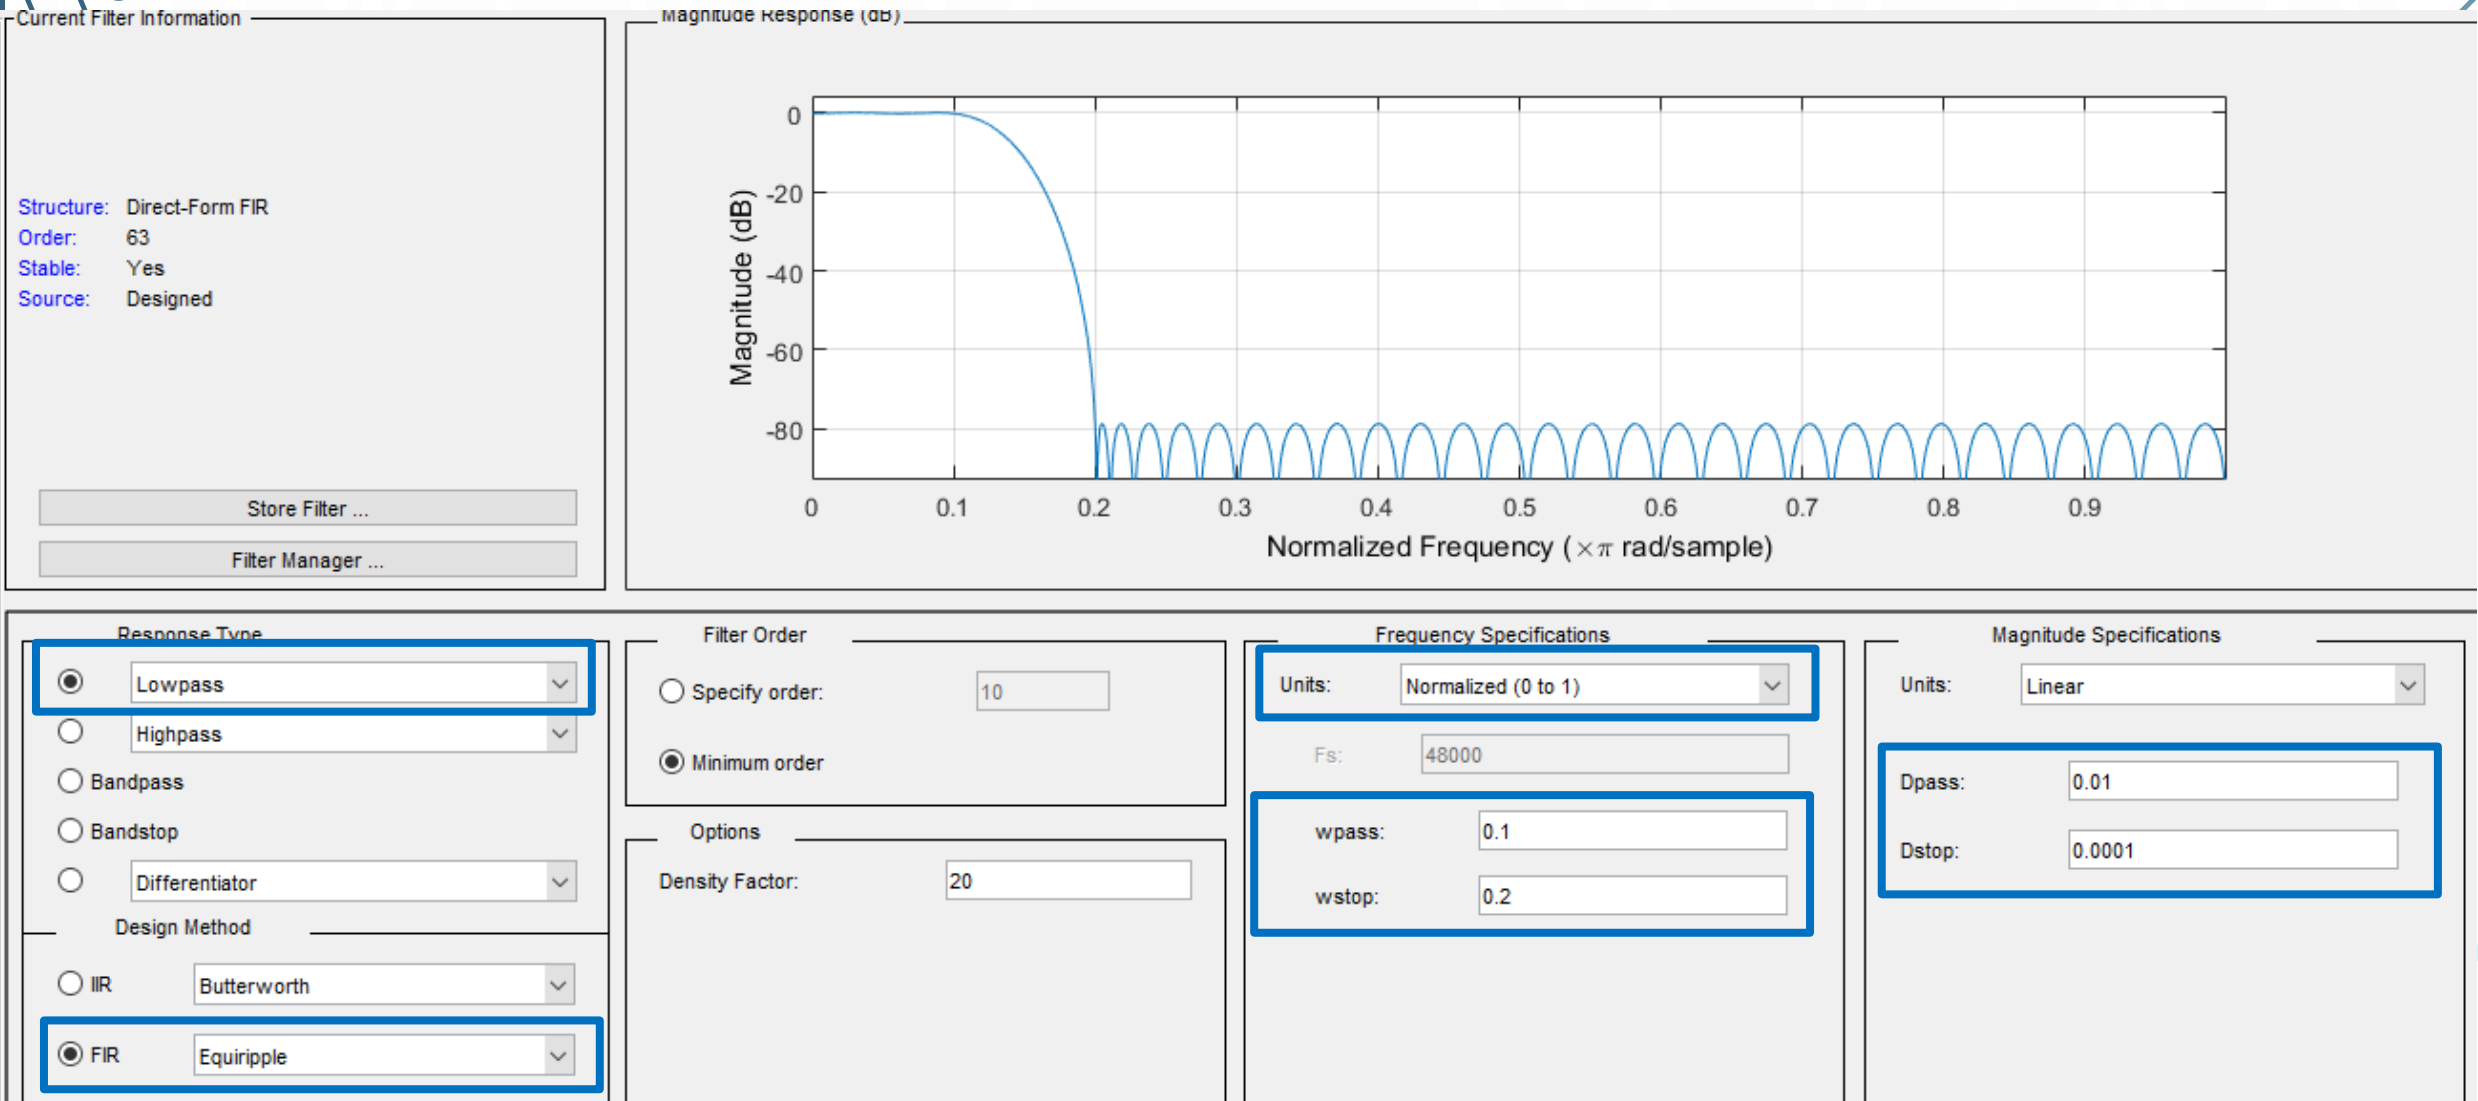 Current Filter Information
Structure: Direct-Form FIR
Order: 63
Stable: Yes
Source: Designed
Store Filter ...
Filter Manager ...
Magnitude Response (dB)
0
-20
-40
-60
-80
Magnitude (dB)
0 0.1 0.2 0.3 0.4 0.5 0.6 0.7 0.8 0.9
Normalized Frequency (×π rad/sample)
Response Type
Lowpass
Highpass
Bandpass
Bandstop
Differentiator
Design Method
IIR Butterworth
FIR Equiripple
Filter Order
Specify order: 10
Minimum order
Options
Density Factor: 20
Frequency Specifications
Units: Normalized (0 to 1)
Fs: 48000
wpass: 0.1
wstop: 0.2
Magnitude Specifications
Units: Linear
Dpass: 0.01
Dstop: 0.0001